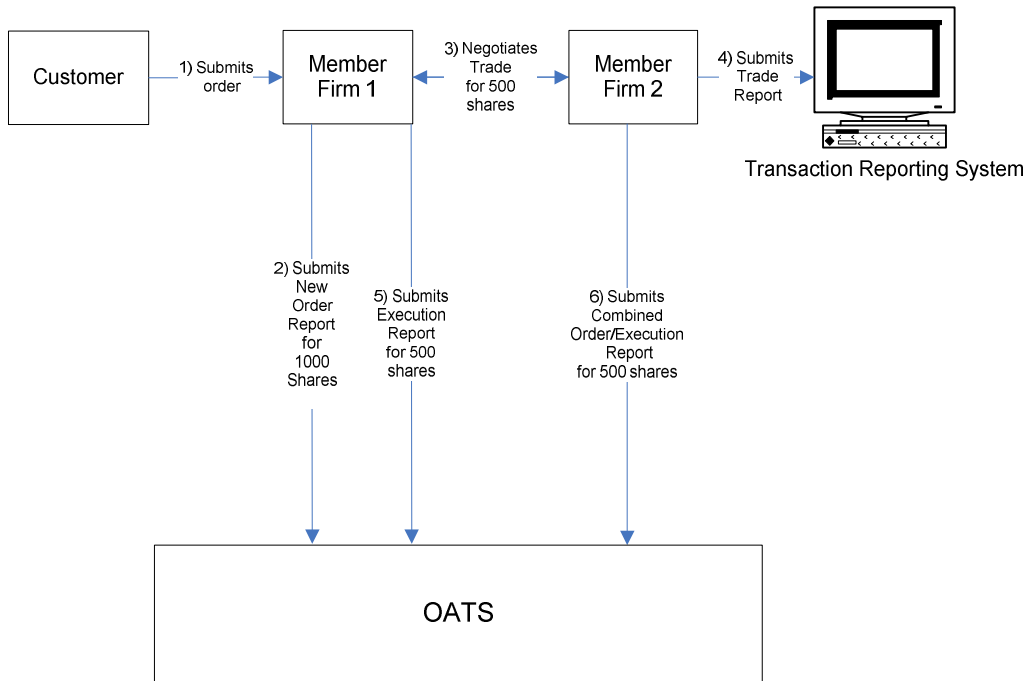 Customer
1) Submits
order
Member
Firm 1
3) Negotiates
Trade
for 500
shares
Member
Firm 2
4) Submits
Trade
Report
Transaction Reporting System
2) Submits
New
Order
Report
for
1000
Shares
5) Submits
Execution
Report
for 500
shares
6) Submits
Combined
Order/Execution
Report
for 500 shares
OATS